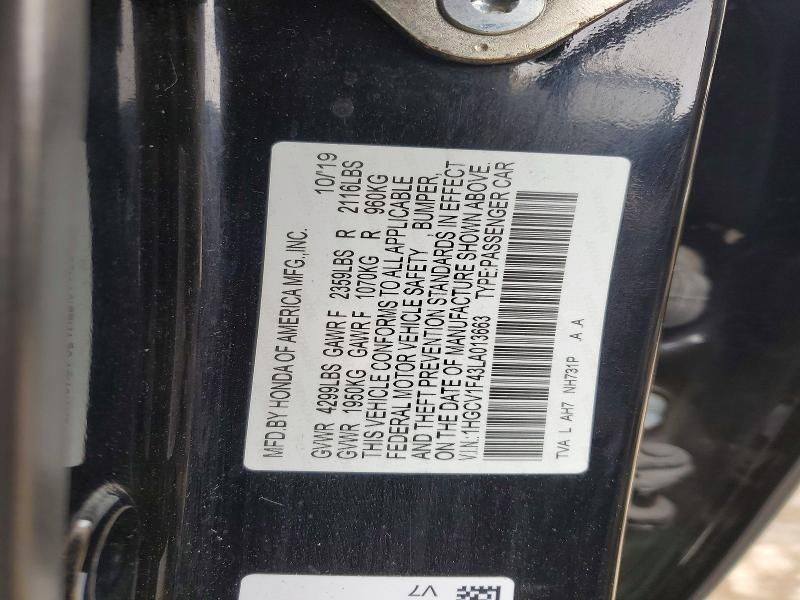 MFD.BY HONDA OF AMERICA MFG.,INC. 10/19
GVWR 4299LBS GAWR F 2359LBS R 2116LBS
GVWR 1950KG GAWR F 1070KG R 960KG
THIS VEHICLE CONFORMS TO ALL APPLICABLE
FEDERAL MOTOR VEHICLE SAFETY , BUMPER,
AND THEFT PREVENTION STANDARDS IN EFFECT
ON THE DATE OF MANUFACTURE SHOWN ABOVE.
V.I.N.:1HGCV1F43LA013663 TYPE:PASSENGER CAR
TVA L AH7 NH731P A A
V7